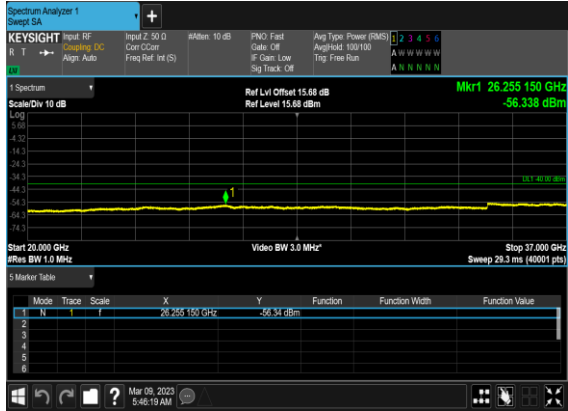 Spectrum Analyzer 1
Swept SA
+
KEYSIGHT Input: RF Input Z: 50 Ω #Atten: 10 dB PNO: Fast Avg Type: Power (RMS) 1 2 3 4 5 6
R T Coupling: DC Corr CCorr Gate: Off Avg|Hold: 100/100 A W W W W W
Align: Auto Freq Ref: Int (S) IF Gain: Low Trig: Free Run
LXI Sig Track: Off A N N N N N
1 Spectrum Ref Lvl Offset 15.68 dB Mkr1 26.255 150 GHz
Scale/Div 10 dB Ref Level 15.68 dBm -56.338 dBm
Log
5.68
-4.32
-14.3
-24.3
-34.3
DL1 -40.00 dBm
-44.3
1
-54.3
-64.3
-74.3
Start 20.000 GHz Video BW 3.0 MHz* Stop 37.000 GHz
#Res BW 1.0 MHz Sweep 29.3 ms (40001 pts)
5 Marker Table
Mode Trace Scale X Y Function Function Width Function Value
1 N 1 f 26.255 150 GHz -56.34 dBm
2
3
4
5
6
? Mar 09, 2023
5:46:19 AM